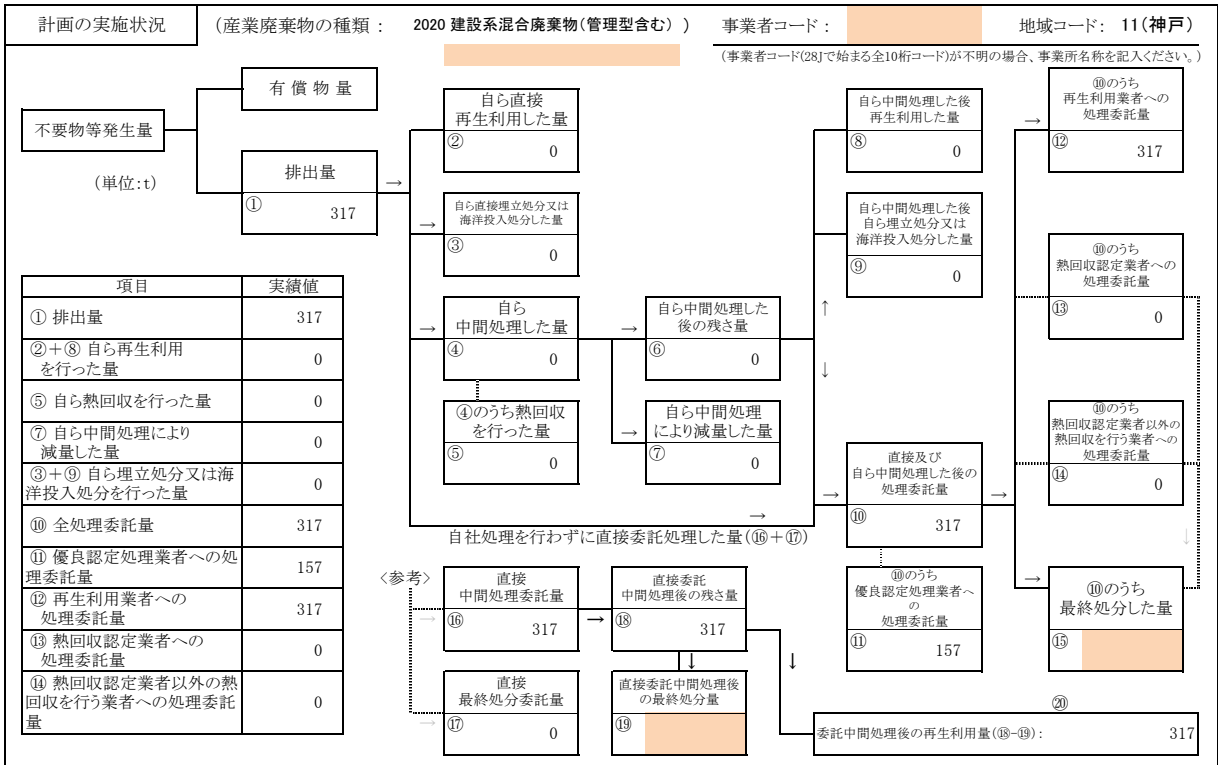 計画の実施状況 (産業廃棄物の種類： 2020 建設系混合廃棄物(管理型含む) ) 事業者コード： 地域コード： 11(神戸)
(事業者コード(28Jで始まる全10桁コード)が不明の場合、事業所名称を記入ください。)
不要物等発生量
(単位:t)
有償物量
排出量
① 317
→
自ら直接
再生利用した量
② 0
→
自ら直接埋立処分又は
海洋投入処分した量
③ 0
→
自ら
中間処理した量
④ 0
④のうち熱回収
を行った量
⑤ 0
→
自ら中間処理した
後の残さ量
⑥ 0
→
自ら中間処理
により減量した量
⑦ 0
自ら中間処理した後
再生利用した量
⑧ 0
自ら中間処理した後
自ら埋立処分又は
海洋投入処分した量
⑨ 0
↑
↓
→
直接及び
自ら中間処理した後の
処理委託量
⑩ 317
→
⑩のうち
優良認定処理業者へ
の
処理委託量
⑪ 157
→
⑩のうち
再生利用業者への
処理委託量
⑫ 317
⑩のうち
熱回収認定業者への
処理委託量
⑬ 0
⑩のうち
熱回収認定業者以外の
熱回収を行う業者への
処理委託量
⑭ 0
↓
→
⑩のうち
最終処分した量
⑮
→
自社処理を行わずに直接委託処理した量(⑯＋⑰)
項目 実績値
① 排出量 317
②＋⑧ 自ら再生利用
を行った量 0
⑤ 自ら熱回収を行った量 0
⑦ 自ら中間処理により
減量した量 0
③＋⑨ 自ら埋立処分又は海
洋投入処分を行った量 0
⑩ 全処理委託量 317
⑪ 優良認定処理業者への処
理委託量 157
⑫ 再生利用業者への
処理委託量 317
⑬ 熱回収認定業者への
処理委託量 0
⑭ 熱回収認定業者以外の熱
回収を行う業者への処理委託
量 0
〈参考〉
→
直接
中間処理委託量
⑯ 317
→
直接委託
中間処理後の残さ量
⑱ 317
↓
↓
→
直接
最終処分委託量
⑰ 0
直接委託中間処理後
の最終処分量
⑲
⑳
委託中間処理後の再生利用量(⑱-⑲)： 317